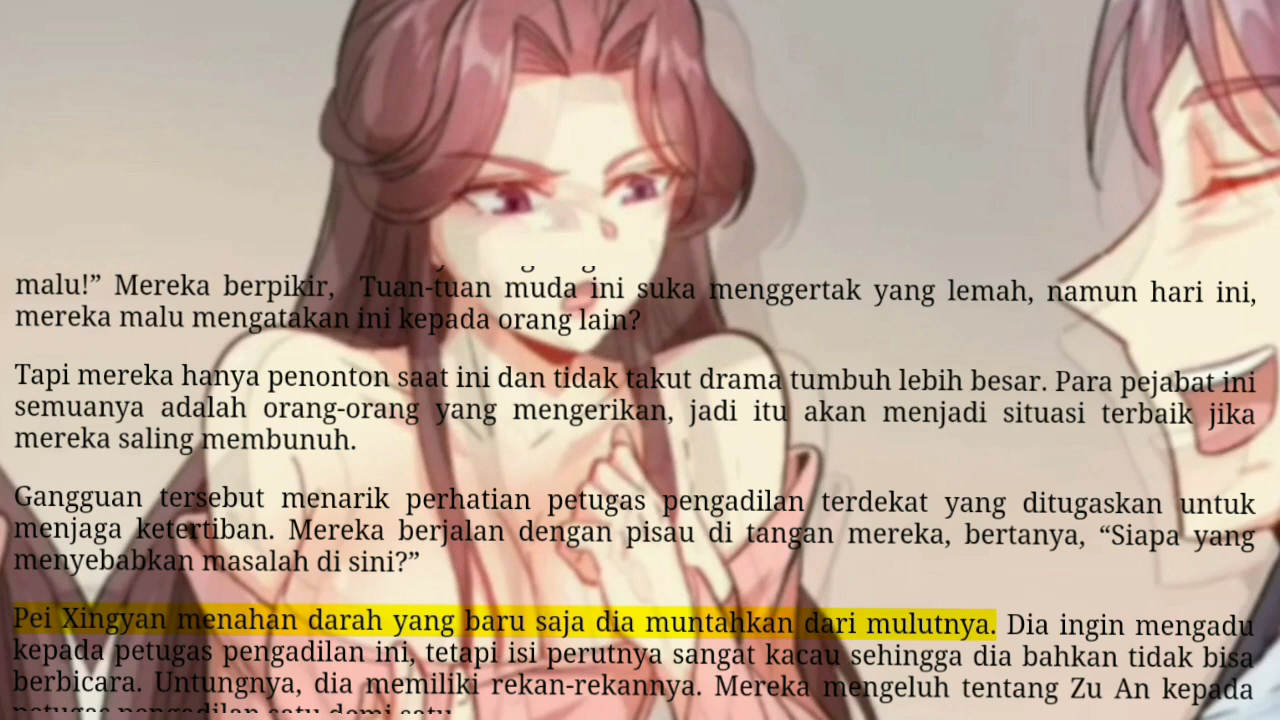 malu!” Mereka berpikir, Tuan-tuan muda ini suka menggertak yang lemah, namun hari ini,
mereka malu mengatakan ini kepada orang lain?
Tapi mereka hanya penonton saat ini dan tidak takut drama tumbuh lebih besar. Para pejabat ini
semuanya adalah orang-orang yang mengerikan, jadi itu akan menjadi situasi terbaik jika
mereka saling membunuh.
Gangguan tersebut menarik perhatian petugas pengadilan terdekat yang ditugaskan untuk
menjaga ketertiban. Mereka berjalan dengan pisau di tangan mereka, bertanya, “Siapa yang
menyebabkan masalah di sini?”
Pei Xingyan menahan darah yang baru saja dia muntahkan dari mulutnya. Dia ingin mengadu
kepada petugas pengadilan ini, tetapi isi perutnya sangat kacau sehingga dia bahkan tidak bisa
berbicara. Untungnya, dia memiliki rekan-rekannya. Mereka mengeluh tentang Zu An kepada
petugas pengadilan satu demi satu.